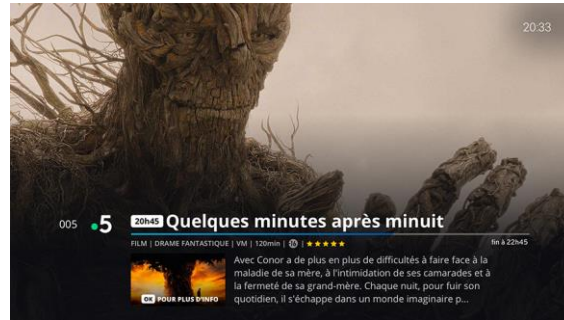 20:33
005 5 20h45 Quelques minutes après minuit
FILM | DRAME FANTASTIQUE | VM | 120min | 10 | ★★★★★ fin à 22h45
Avec Conor a de plus en plus de difficultés à faire face à la
maladie de sa mère, à l'intimidation de ses camarades et à
la fermeté de sa grand-mère. Chaque nuit, pour fuir son
quotidien, il s'échappe dans un monde imaginaire p...
OK POUR PLUS D'INFO